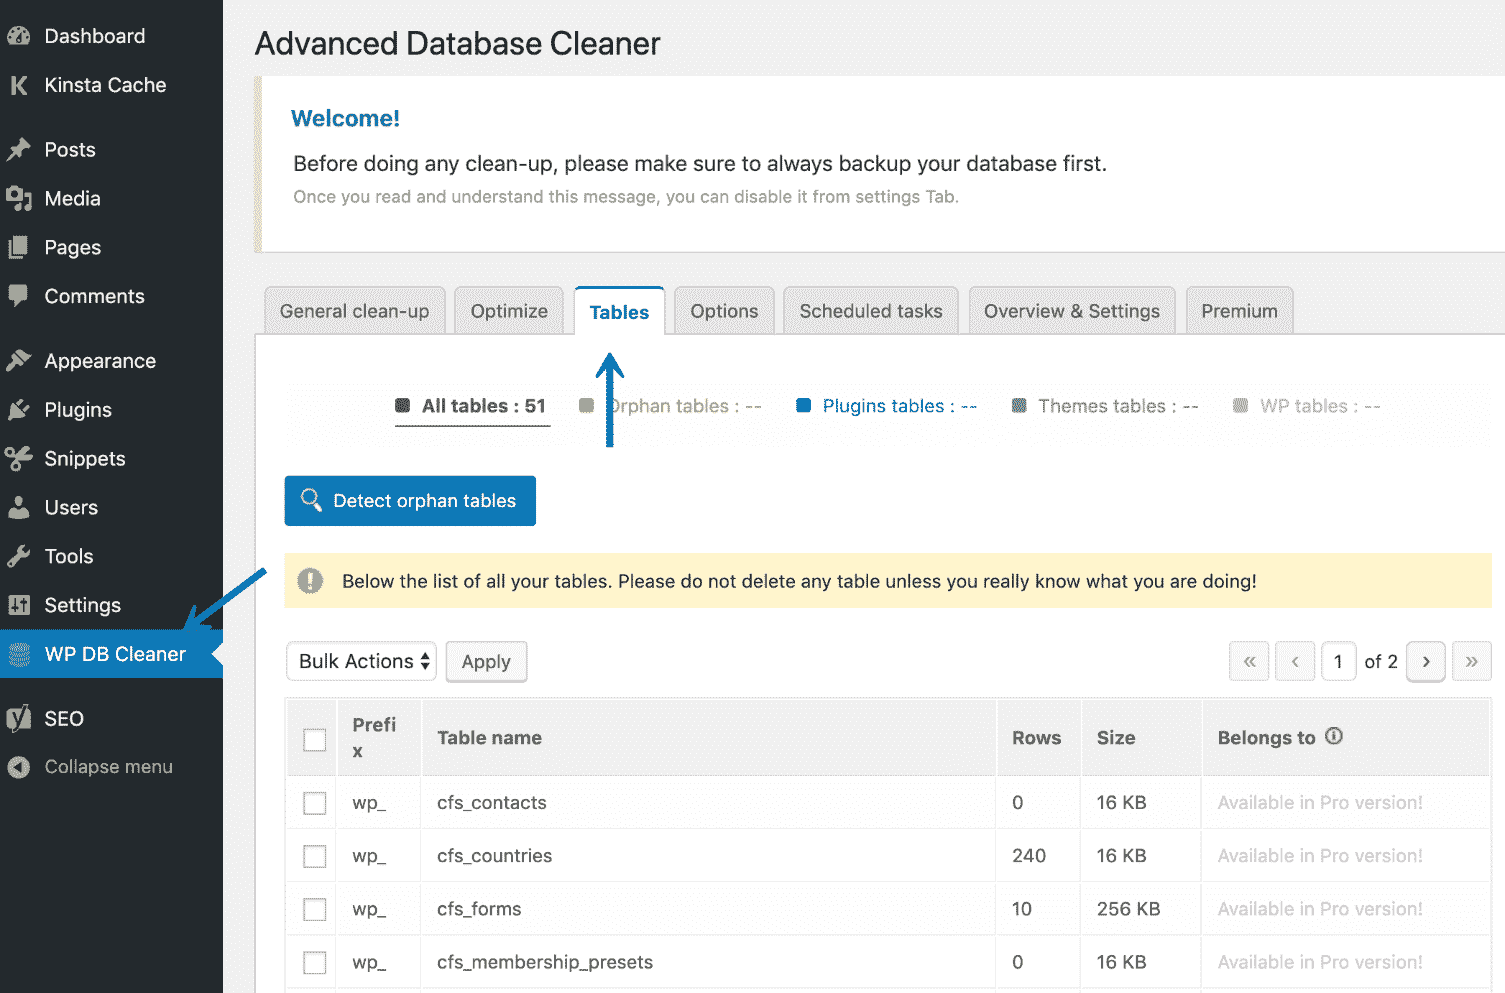 Dashboard
Kinsta Cache
Posts
Media
Pages
Comments
Appearance
Plugins
Snippets
Users
Tools
Settings
WP DB Cleaner
SEO
Collapse menu
Advanced Database Cleaner
Welcome!
Before doing any clean-up, please make sure to always backup your database first.
Once you read and understand this message, you can disable it from settings Tab.
General clean-up Optimize Tables Options Scheduled tasks Overview & Settings Premium
All tables : 51 Orphan tables : -- Plugins tables : -- Themes tables : -- WP tables : --
Detect orphan tables
Below the list of all your tables. Please do not delete any table unless you really know what you are doing!
Bulk Actions Apply « ‹ 1 of 2 › »
Prefi
x Table name Rows Size Belongs to
wp_ cfs_contacts 0 16 KB Available in Pro version!
wp_ cfs_countries 240 16 KB Available in Pro version!
wp_ cfs_forms 10 256 KB Available in Pro version!
wp_ cfs_membership_presets 0 16 KB Available in Pro version!